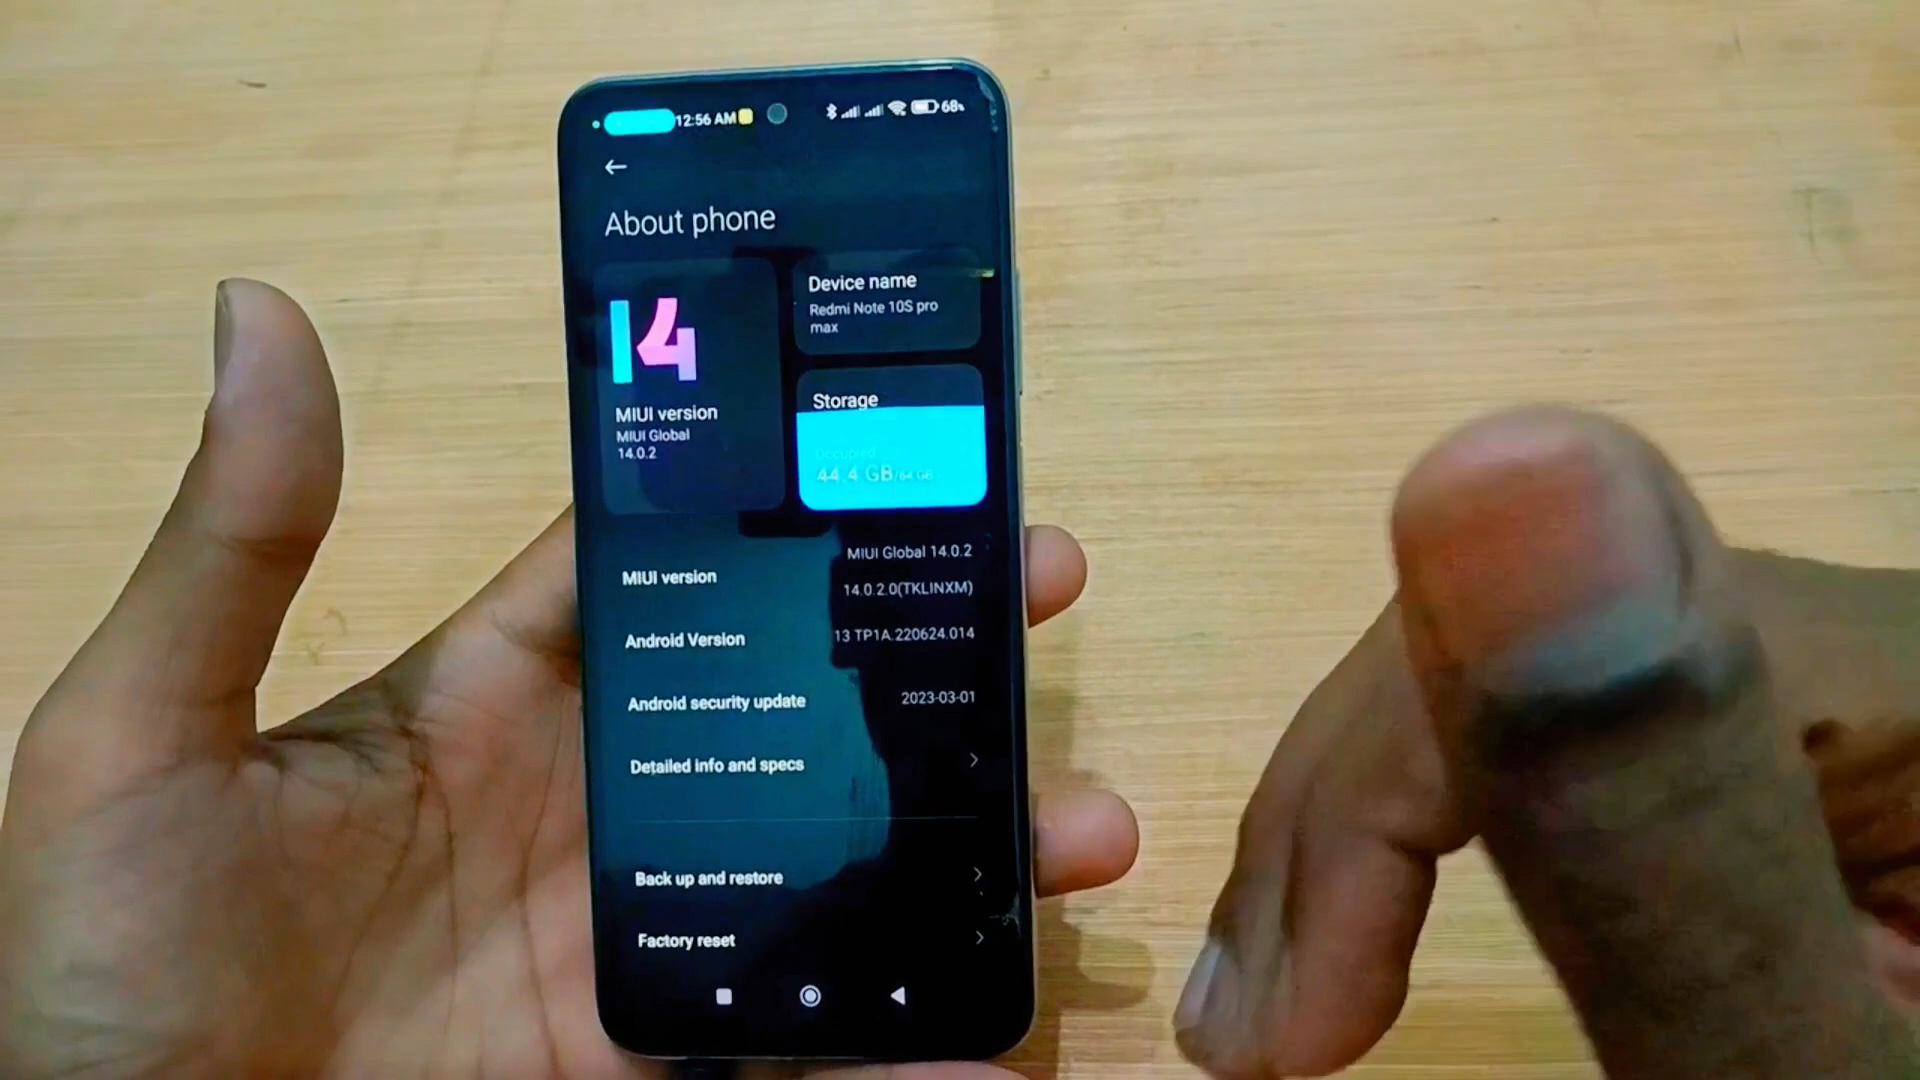 12:56 AM
68%
About phone
14
MIUI version
MIUI Global
14.0.2
Device name
Redmi Note 10S pro
max
Storage
Occupied
44.4 GB/64 GB
MIUI version
MIUI Global 14.0.2
14.0.2.0(TKLINXM)
Android Version
13 TP1A.220624.014
Android security update
2023-03-01
Detailed info and specs
Back up and restore
Factory reset